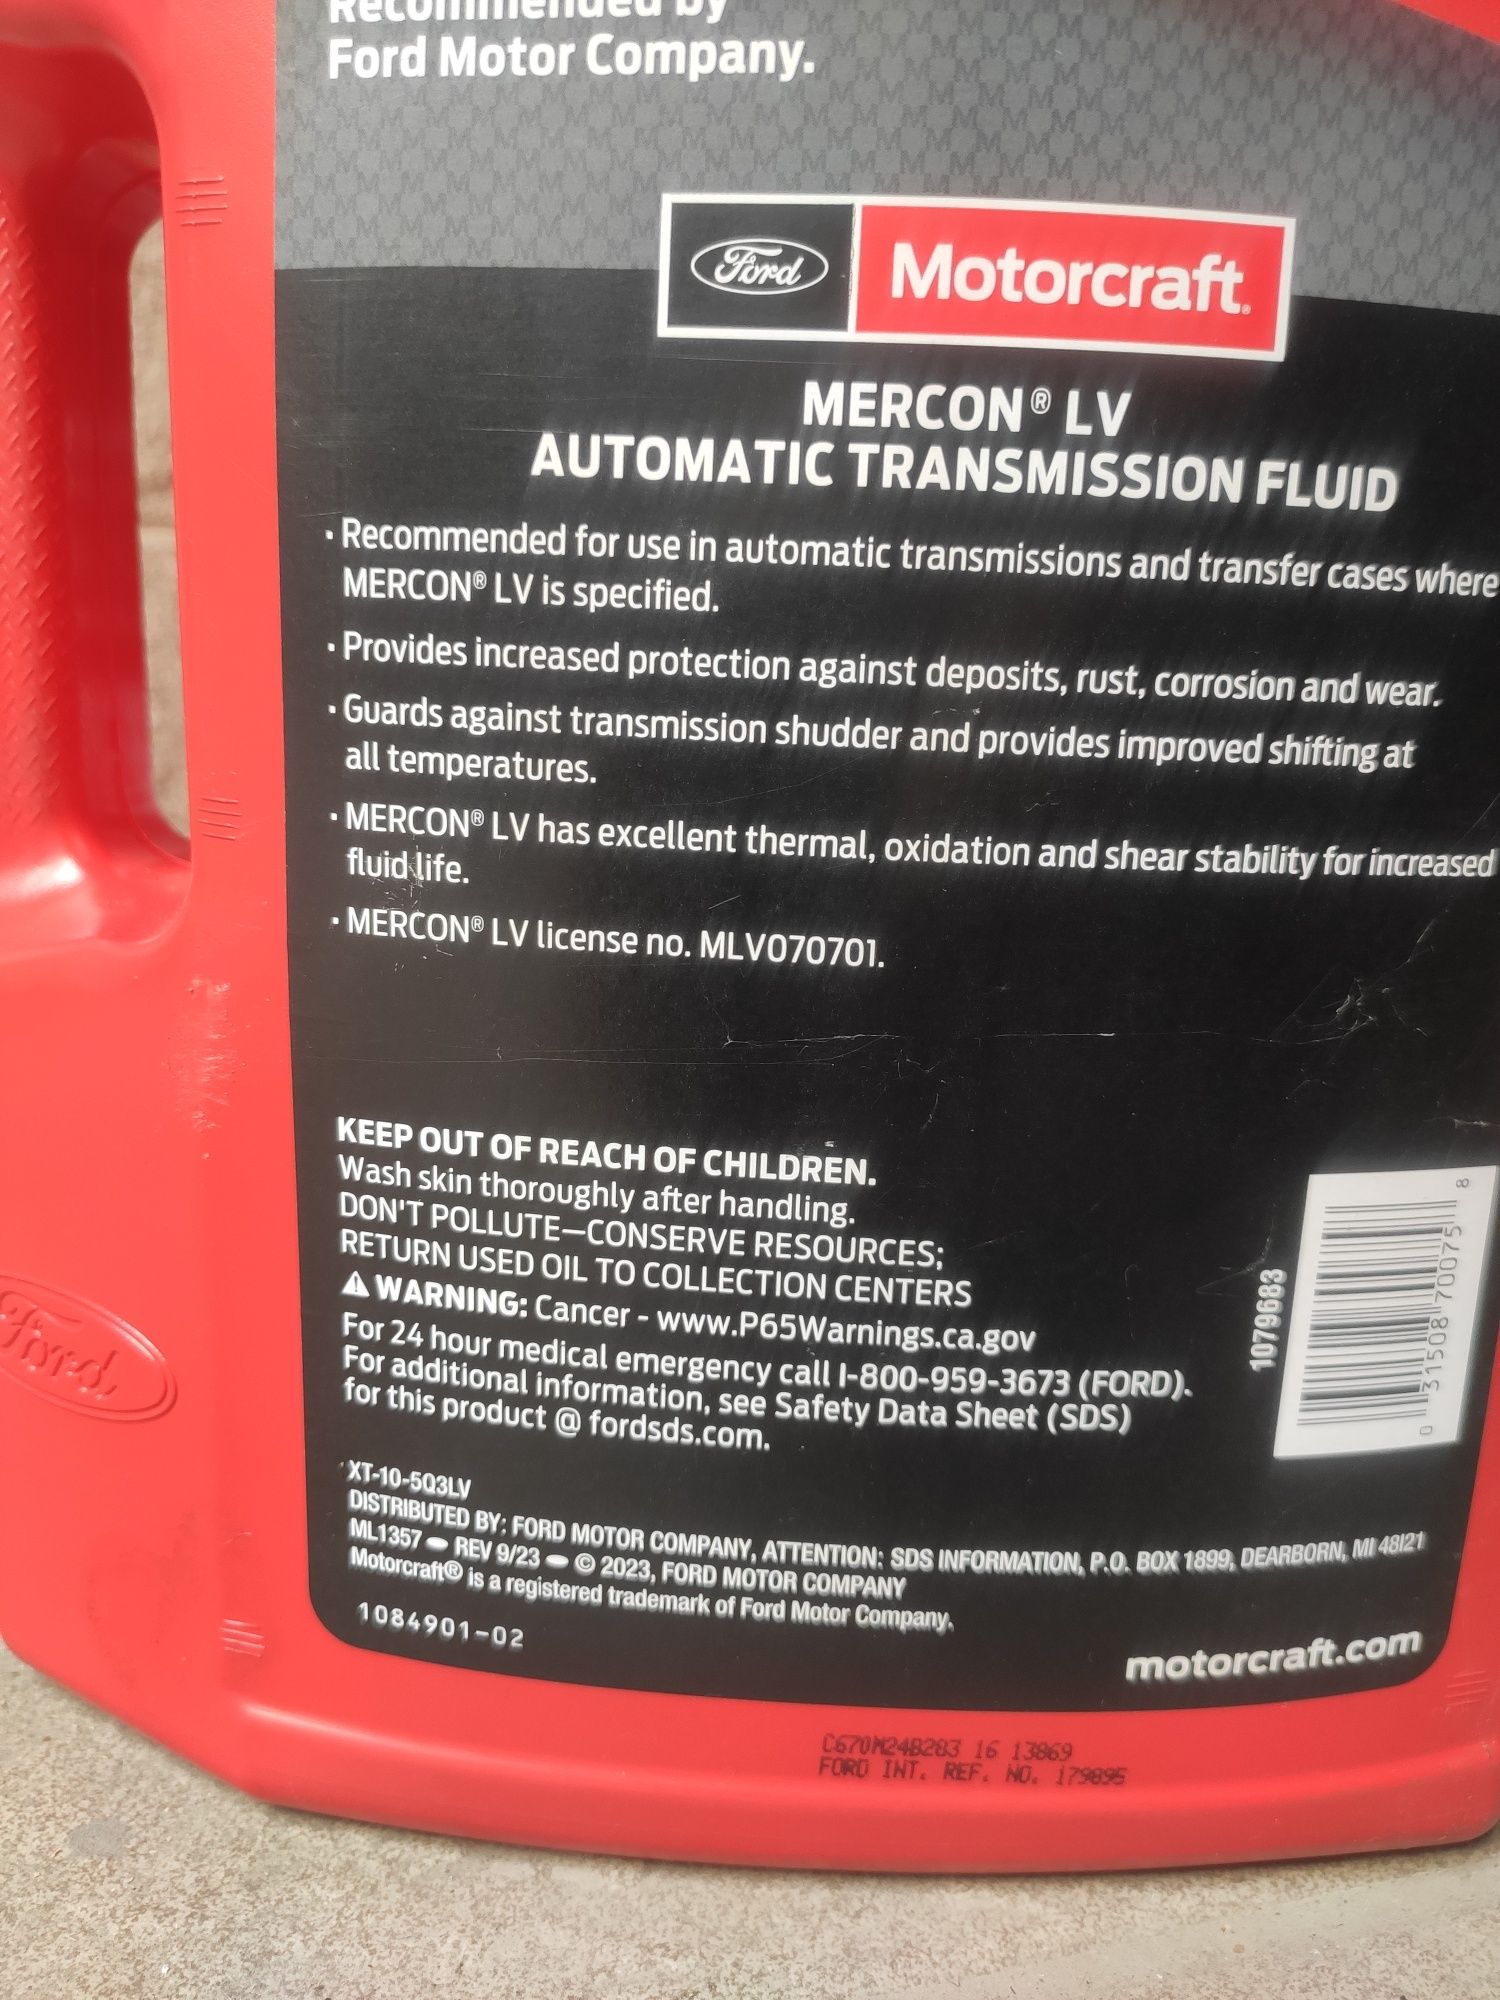 Recommended by
Ford Motor Company.
Ford Motorcraft®
MERCON® LV
AUTOMATIC TRANSMISSION FLUID
· Recommended for use in automatic transmissions and transfer cases where
MERCON® LV is specified.
· Provides increased protection against deposits, rust, corrosion and wear.
· Guards against transmission shudder and provides improved shifting at
all temperatures.
· MERCON® LV has excellent thermal, oxidation and shear stability for increased
fluid life.
· MERCON® LV license no. MLV070701.
KEEP OUT OF REACH OF CHILDREN.
Wash skin thoroughly after handling.
DON'T POLLUTE—CONSERVE RESOURCES;
RETURN USED OIL TO COLLECTION CENTERS
⚠ WARNING: Cancer - www.P65Warnings.ca.gov
For 24 hour medical emergency call 1-800-959-3673 (FORD).
For additional information, see Safety Data Sheet (SDS)
for this product @ fordsds.com.
1079683
0 31508 70075 8
XT-10-5Q3LV
DISTRIBUTED BY: FORD MOTOR COMPANY, ATTENTION: SDS INFORMATION, P.O. BOX 1899, DEARBORN, MI 48121
ML1357 – REV 9/23 – © 2023, FORD MOTOR COMPANY
Motorcraft® is a registered trademark of Ford Motor Company.
1084901-02
motorcraft.com
Ford
C670M24B283 16 13869
FORD INT. REF. NO. 179895